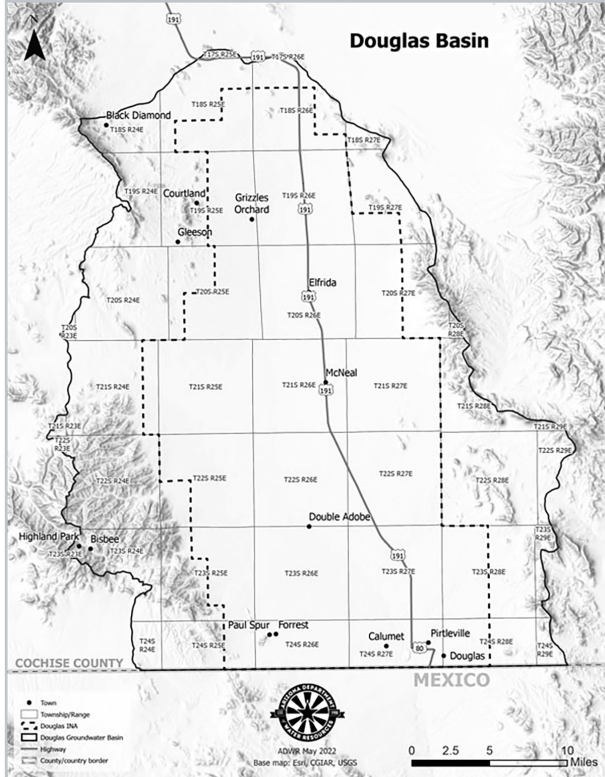 N
191
Douglas Basin
T17S R25E
191
T17S R26E
T18S R25E
T18S R26E
Black Diamond
T18S R24E
T18S R27E
T19S R24E
Courtland
T19S R25E
Grizzles
Orchard
T19S R26E
191
T19S R27E
Gleeson
T20S R24E
T20S R25E
Elfrida
191
T20S R26E
T20S R27E
T20S
R23E
T20S
R28E
T21S R24E
T21S R25E
McNeal
T21S R26E
191
T21S R27E
T21S R28E
T21S R23E
T21S R29E
T22S
R23E
T22S R24E
T22S R25E
T22S R26E
T22S R27E
T22S R28E
T22S R29E
Double Adobe
Highland Park
Bisbee
T23S R23E
T23S R24E
T23S R25E
T23S R26E
191
T23S R27E
T23S R28E
T23S
R29E
T24S
R24E
T24S R25E
Paul Spur
Forrest
T24S R26E
Calumet
T24S R27E
80
Pirtleville
Douglas
T24S R28E
T24S
R29E
COCHISE COUNTY
MEXICO
Town
Township/Range
Douglas INA
Douglas Groundwater Basin
Highway
County/country border
ARIZONA DEPARTMENT
WATER RESOURCES
ADWR May 2022
Base map: Esri, CGIAR, USGS
0 2.5 5 10
Miles